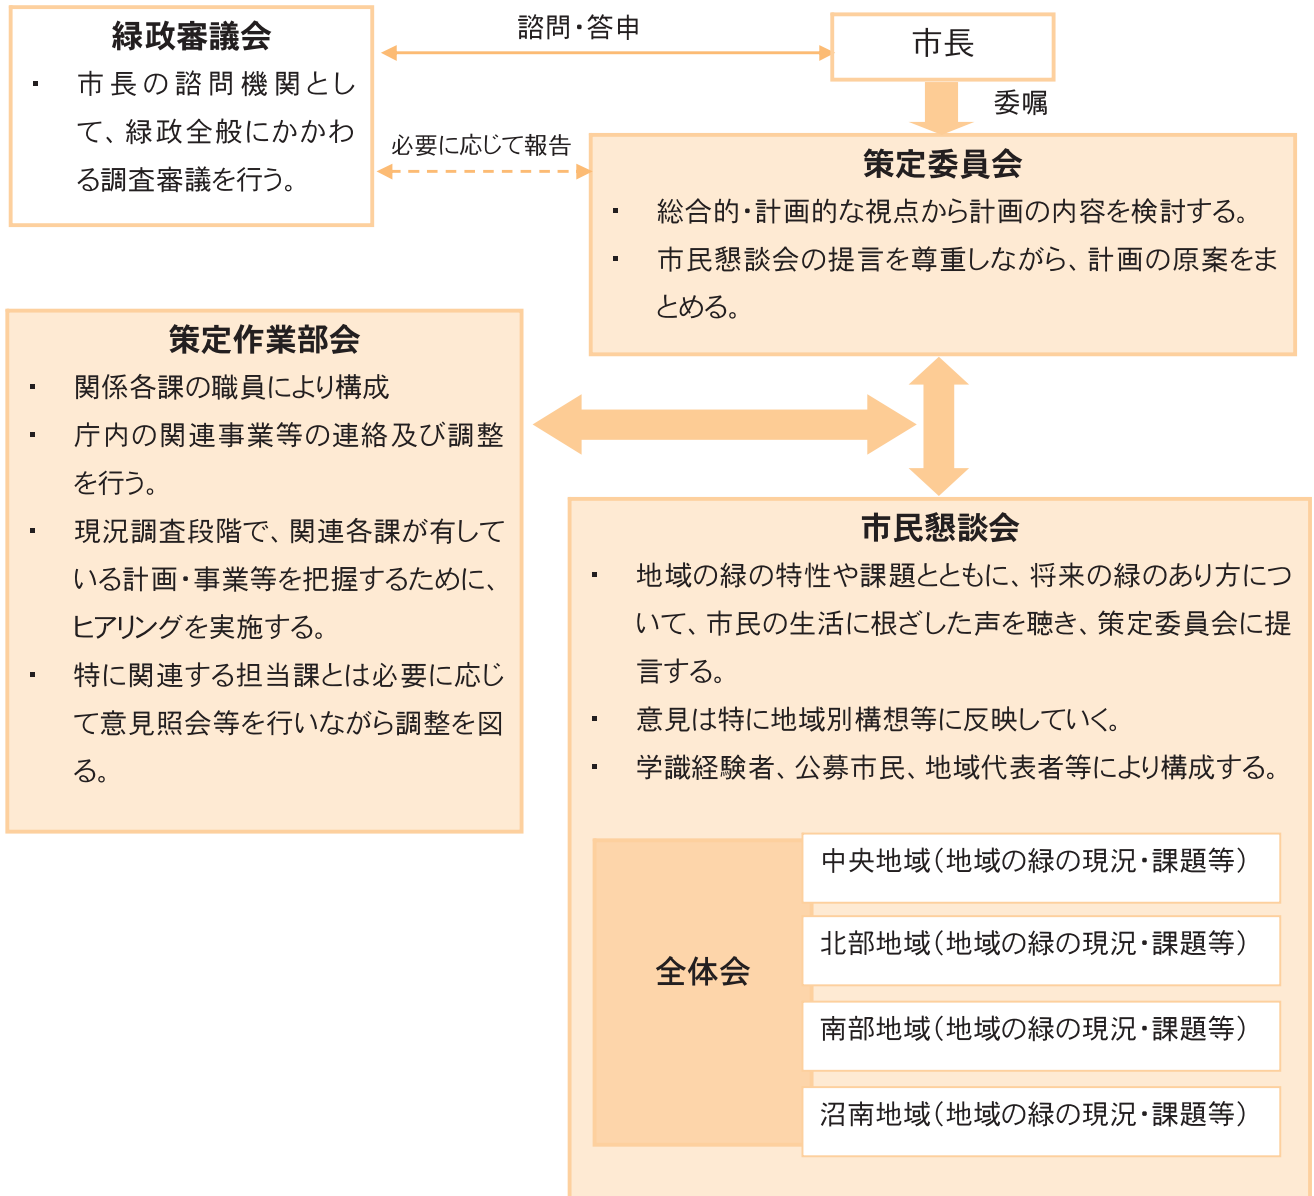 緑政審議会
・ 市長の諮問機関とし
て、緑政全般にかかわ
る調査審議を行う。
諮問・答申
市長
委嘱
必要に応じて報告
策定委員会
・ 総合的・計画的な視点から計画の内容を検討する。
・ 市民懇談会の提言を尊重しながら、計画の原案をま
とめる。
策定作業部会
・ 関係各課の職員により構成
・ 庁内の関連事業等の連絡及び調整
を行う。
・ 現況調査段階で、関連各課が有して
いる計画・事業等を把握するために、
ヒアリングを実施する。
・ 特に関連する担当課とは必要に応じ
て意見照会等を行いながら調整を図
る。
市民懇談会
・ 地域の緑の特性や課題とともに、将来の緑のあり方につ
いて、市民の生活に根ざした声を聴き、策定委員会に提
言する。
・ 意見は特に地域別構想等に反映していく。
・ 学識経験者、公募市民、地域代表者等により構成する。
全体会
中央地域（地域の緑の現況・課題等）
北部地域（地域の緑の現況・課題等）
南部地域（地域の緑の現況・課題等）
沼南地域（地域の緑の現況・課題等）